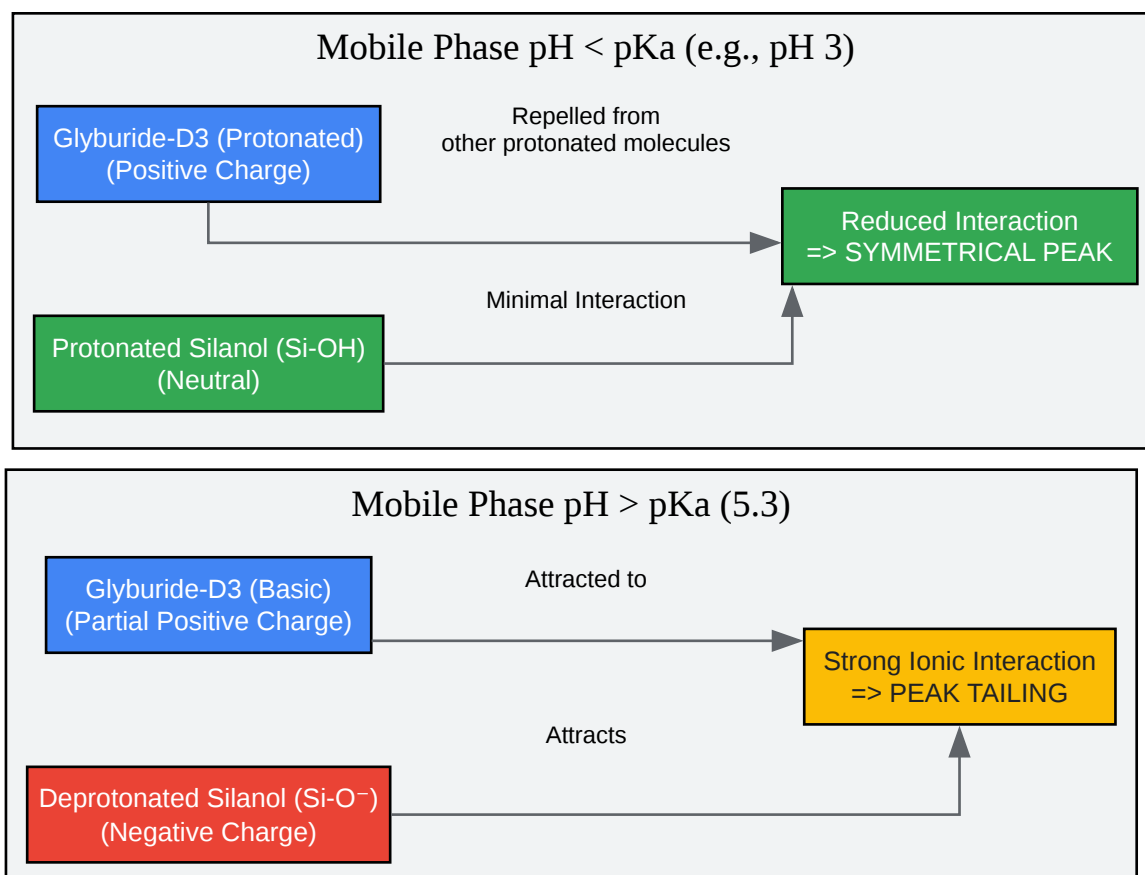 Mobile Phase pH < pKa (e.g., pH 3)
Glyburide-D3 (Protonated)
(Positive Charge)
Repelled from
other protonated molecules
Reduced Interaction
=> SYMMETRICAL PEAK
Minimal Interaction
Protonated Silanol (Si-OH)
(Neutral)
Mobile Phase pH > pKa (5.3)
Glyburide-D3 (Basic)
(Partial Positive Charge)
Attracted to
Strong Ionic Interaction
=> PEAK TAILING
Attracts
Deprotonated Silanol (Si-O⁻)
(Negative Charge)